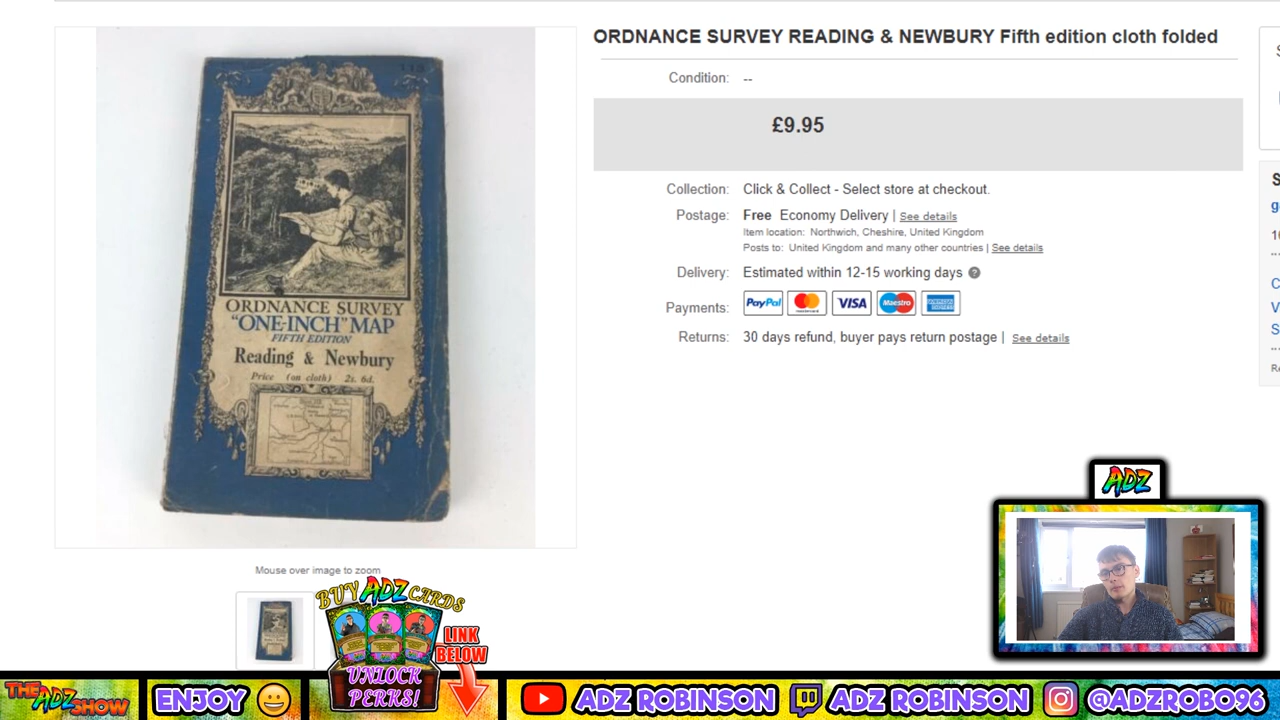 ORDNANCE SURVEY READING & NEWBURY Fifth edition cloth folded
Condition: --
£9.95
Collection: Click & Collect - Select store at checkout.
Postage: Free Economy Delivery | See details
Item location: Northwich, Cheshire, United Kingdom
Posts to: United Kingdom and many other countries | See details
Delivery: Estimated within 12-15 working days ?
Payments: PayPal mastercard VISA Maestro AMERICAN EXPRESS
Returns: 30 days refund, buyer pays return postage | See details
ORDNANCE SURVEY
"ONE-INCH" MAP
FIFTH EDITION
Reading & Newbury
Price (on cloth) 2s. 6d.
Mouse over image to zoom
BUY ADZ CARDS
UNLOCK
PERKS!
LINK
BELOW
ADZ
THE ADZ SHOW
ENJOY
ADZ ROBINSON
ADZ ROBINSON
@ADZROBO96